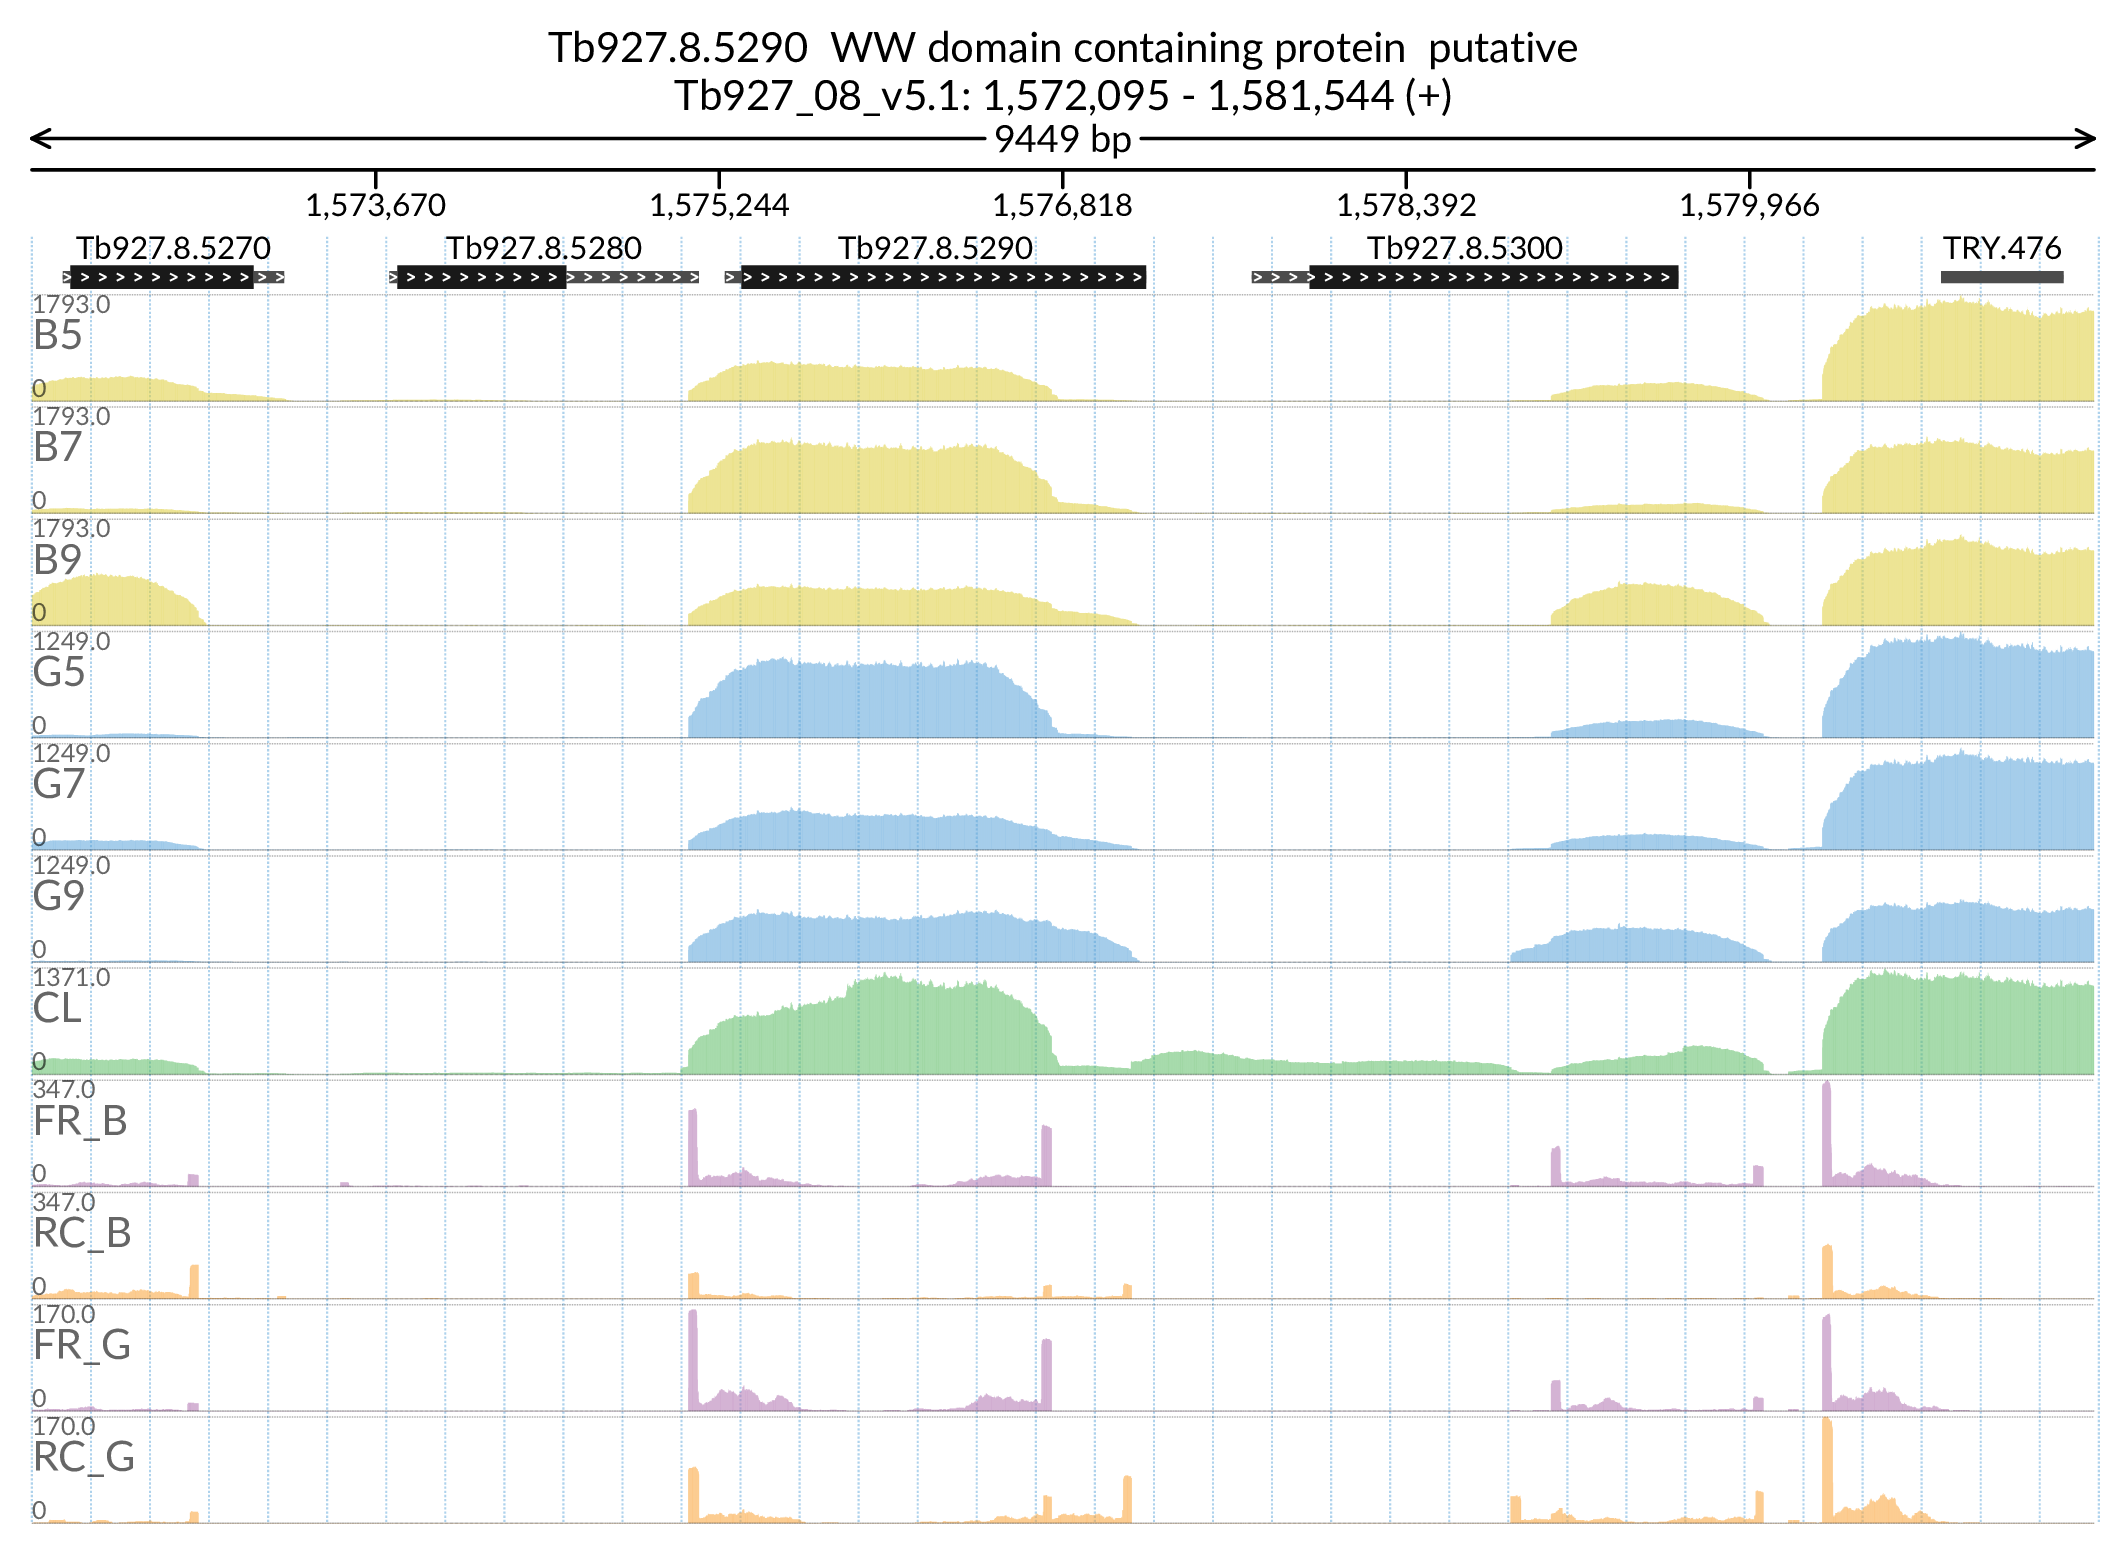 Tb927.8.5290  WW domain containing protein  putative
Tb927_08_v5.1: 1,572,095 - 1,581,544 (+)
9449 bp
1,573,670 1,575,244 1,576,818 1,578,392 1,579,966
Tb927.8.5270 Tb927.8.5280 Tb927.8.5290 Tb927.8.5300 TRY.476
1793.0
B5
0
1793.0
B7
0
1793.0
B9
0
1249.0
G5
0
1249.0
G7
0
1249.0
G9
0
1371.0
CL
0
347.0
FR_B
0
347.0
RC_B
0
170.0
FR_G
0
170.0
RC_G
0